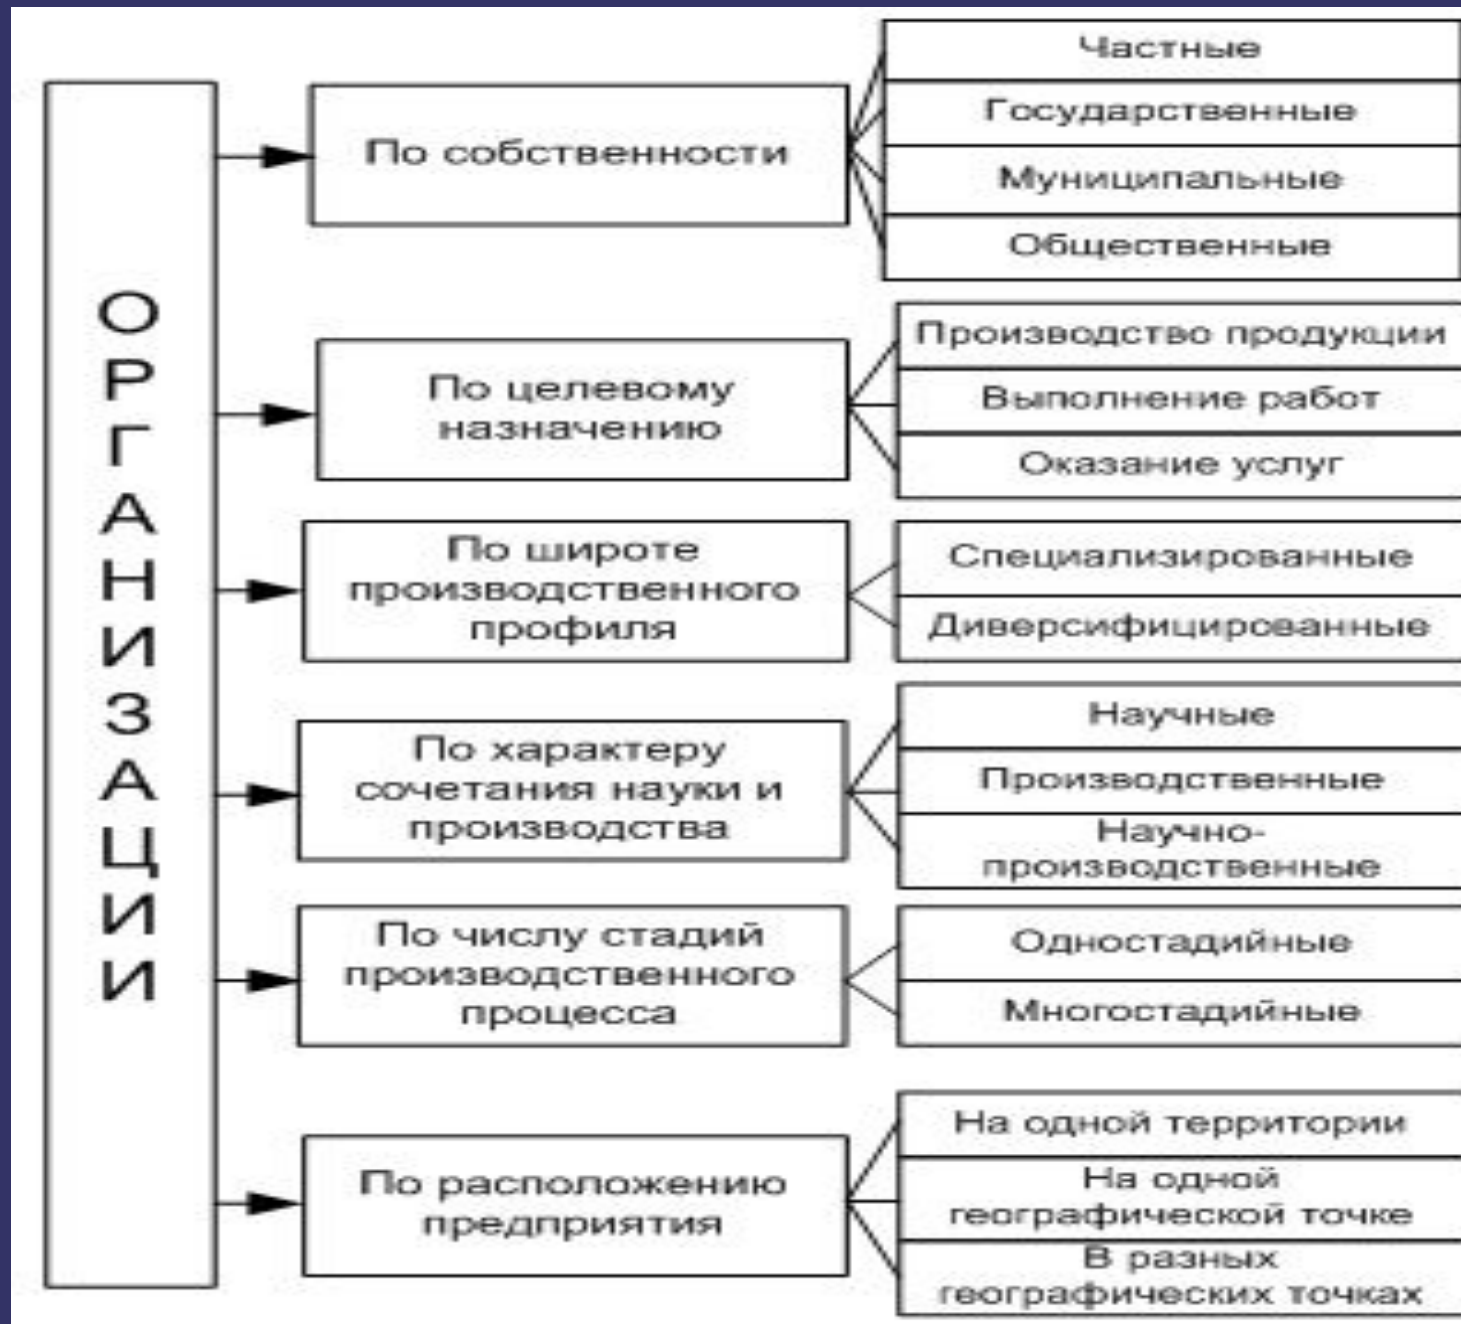 ОРГАНИЗАЦИИ
По собственности
Частные
Государственные
Муниципальные
Общественные
По целевому
назначению
Производство продукции
Выполнение работ
Оказание услуг
По широте
производственного
профиля
Специализированные
Диверсифицированные
По характеру
сочетания науки и
производства
Научные
Производственные
Научно-
производственные
По числу стадий
производственного
процесса
Одностадийные
Многостадийные
По расположению
предприятия
На одной территории
На одной
географической точке
В разных
географических точках